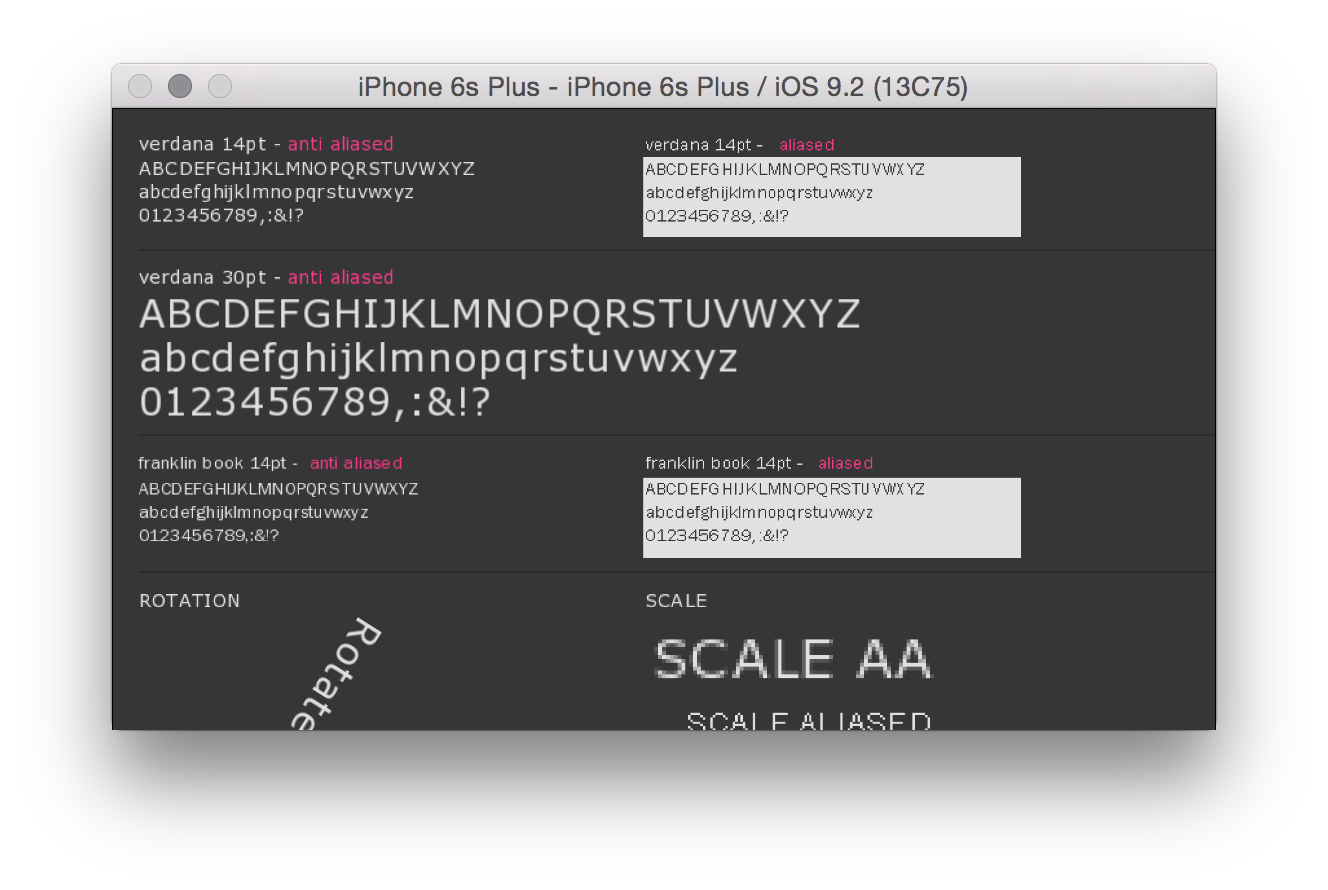 iPhone 6s Plus - iPhone 6s Plus / iOS 9.2 (13C75)
verdana 14pt - anti aliased
ABCDEFGHIJKLMNOPQRSTUVWXYZ
abcdefghijklmnopqrstuvwxyz
0123456789,:&!?
verdana 14pt - aliased
ABCDEFGHIJKLMNOPQRSTUVWXYZ
abcdefghijklmnopqrstuvwxyz
0123456789,:&!?
verdana 30pt - anti aliased
ABCDEFGHIJKLMNOPQRSTUVWXYZ
abcdefghijklmnopqrstuvwxyz
0123456789,:&!?
franklin book 14pt - anti aliased
ABCDEFGHIJKLMNOPQRSTUVWXYZ
abcdefghijklmnopqrstuvwxyz
0123456789,:&!?
franklin book 14pt - aliased
ABCDEFGHIJKLMNOPQRSTUVWXYZ
abcdefghijklmnopqrstuvwxyz
0123456789,:&!?
ROTATION
Rotate
SCALE
SCALE AA
SCALE ALIASED